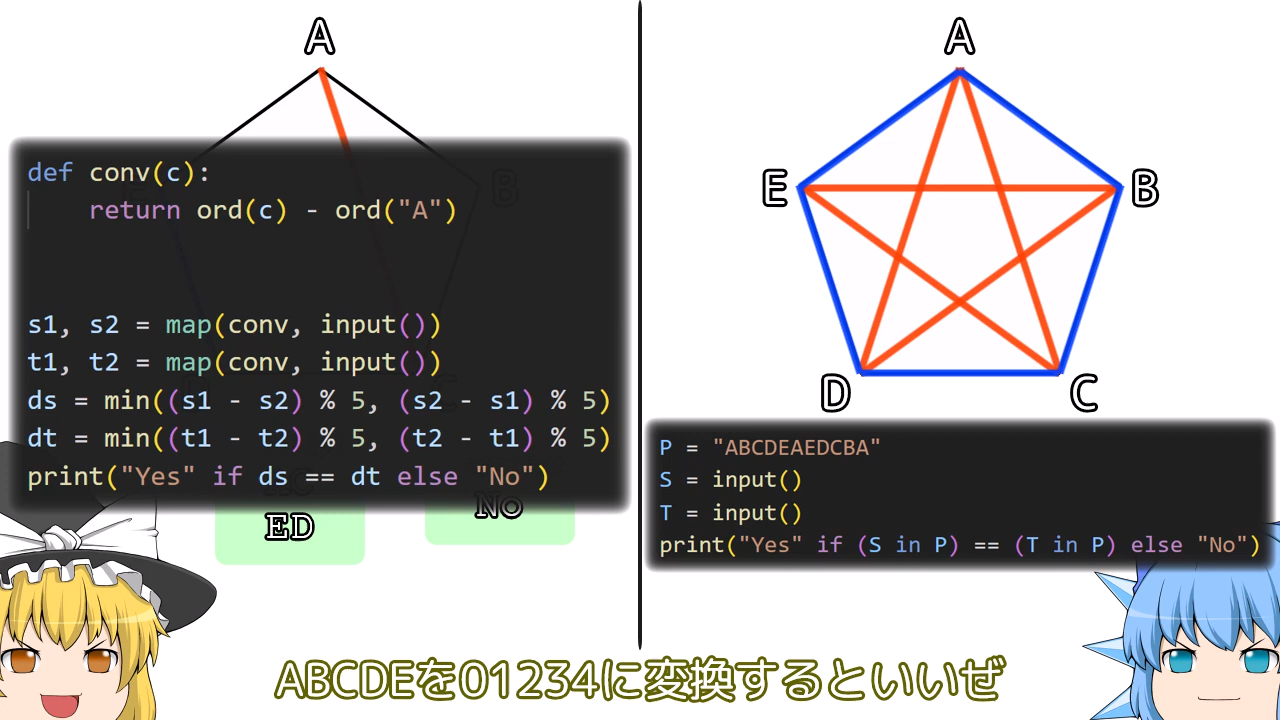 A
def conv(c):
    return ord(c) - ord("A")
s1, s2 = map(conv, input())
t1, t2 = map(conv, input())
ds = min((s1 - s2) % 5, (s2 - s1) % 5)
dt = min((t1 - t2) % 5, (t2 - t1) % 5)
print("Yes" if ds == dt else "No")
ED
No
A
E
B
D
C
P = "ABCDEAEDCBA"
S = input()
T = input()
print("Yes" if (S in P) == (T in P) else "No")
ABCDEを01234に変換するといいぜ